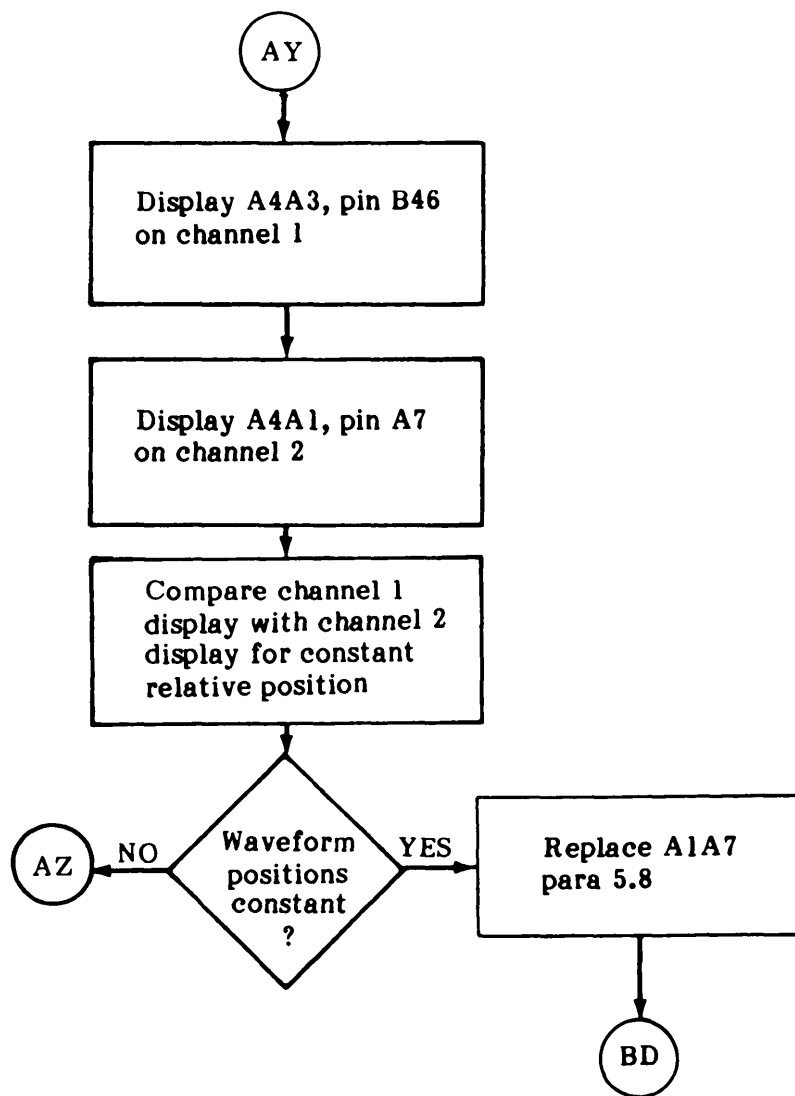 AY
Display A4A3, pin B46
on channel 1
Display A4A1, pin A7
on channel 2
Compare channel 1
display with channel 2
display for constant
relative position
Waveform
positions
constant
?
NO
AZ
YES
Replace A1A7
para 5.8
BD